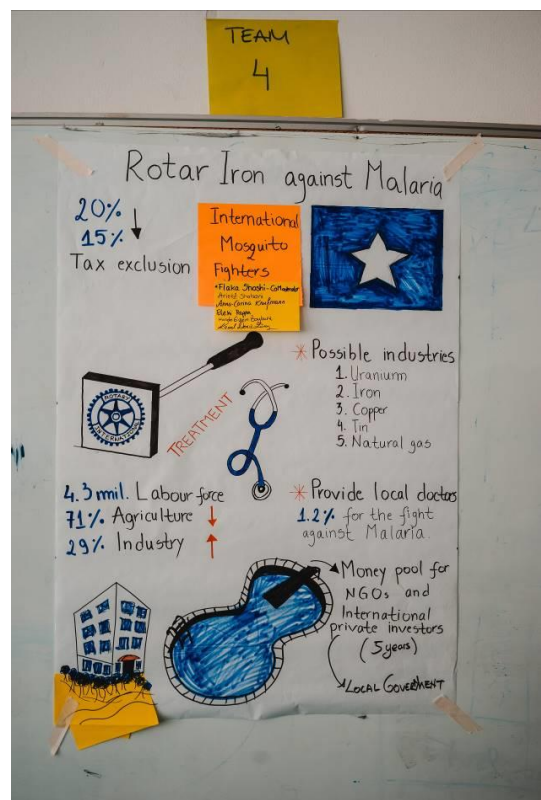 TEAM
4
Rotar Iron against Malaria
20%
15%
Tax exclusion
International
Mosquito
Fighters
ROTARY
INTERNATIONAL
TREATMENT
* Possible industries
1. Uranium
2. Iron
3. Copper
4. Tin
5. Natural gas
4.3 mil. Labour force
71% Agriculture
29% Industry
* Provide local doctors
1.2% for the fight
against Malaria.
Money pool for
NGOs and
International
private investors
(5 years)